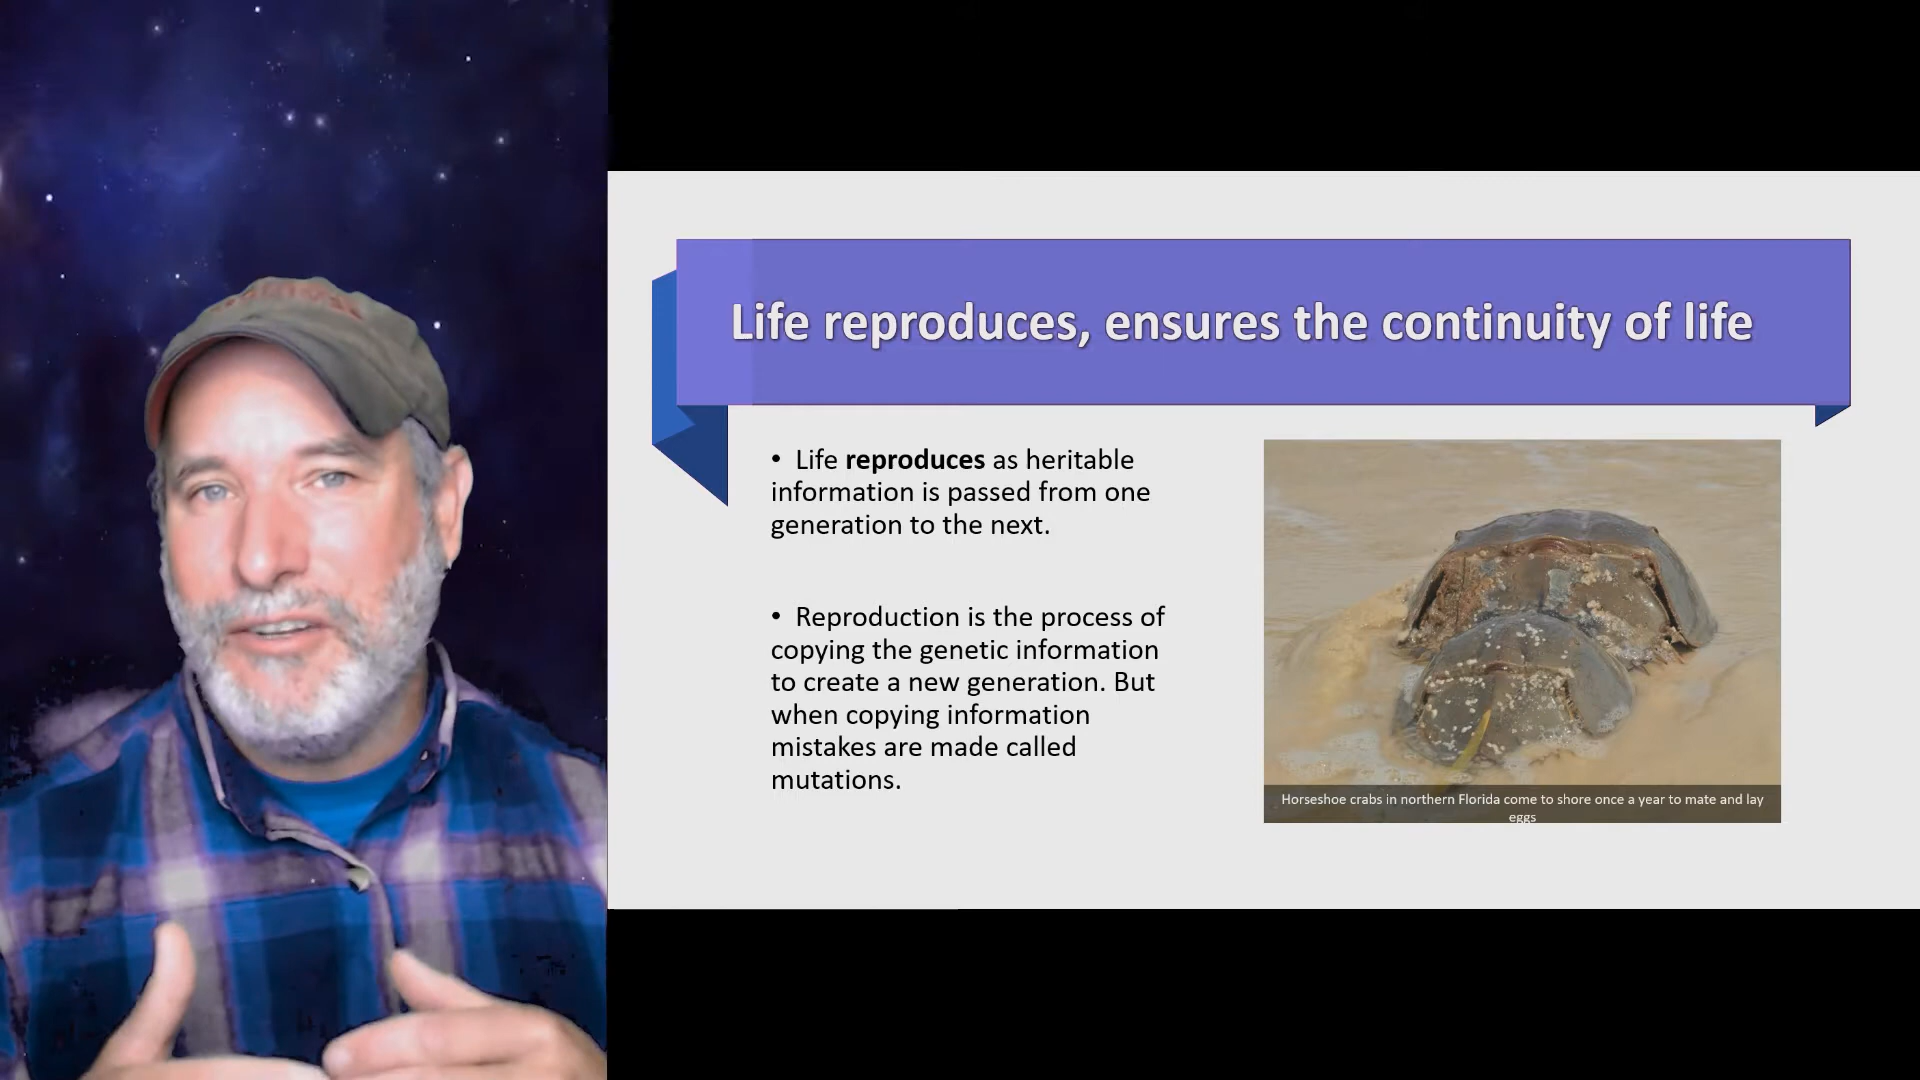 Life reproduces, ensures the continuity of life
• Life reproduces as heritable
information is passed from one
generation to the next.
• Reproduction is the process of
copying the genetic information
to create a new generation. But
when copying information
mistakes are made called
mutations.
Horseshoe crabs in northern Florida come to shore once a year to mate and lay
eggs